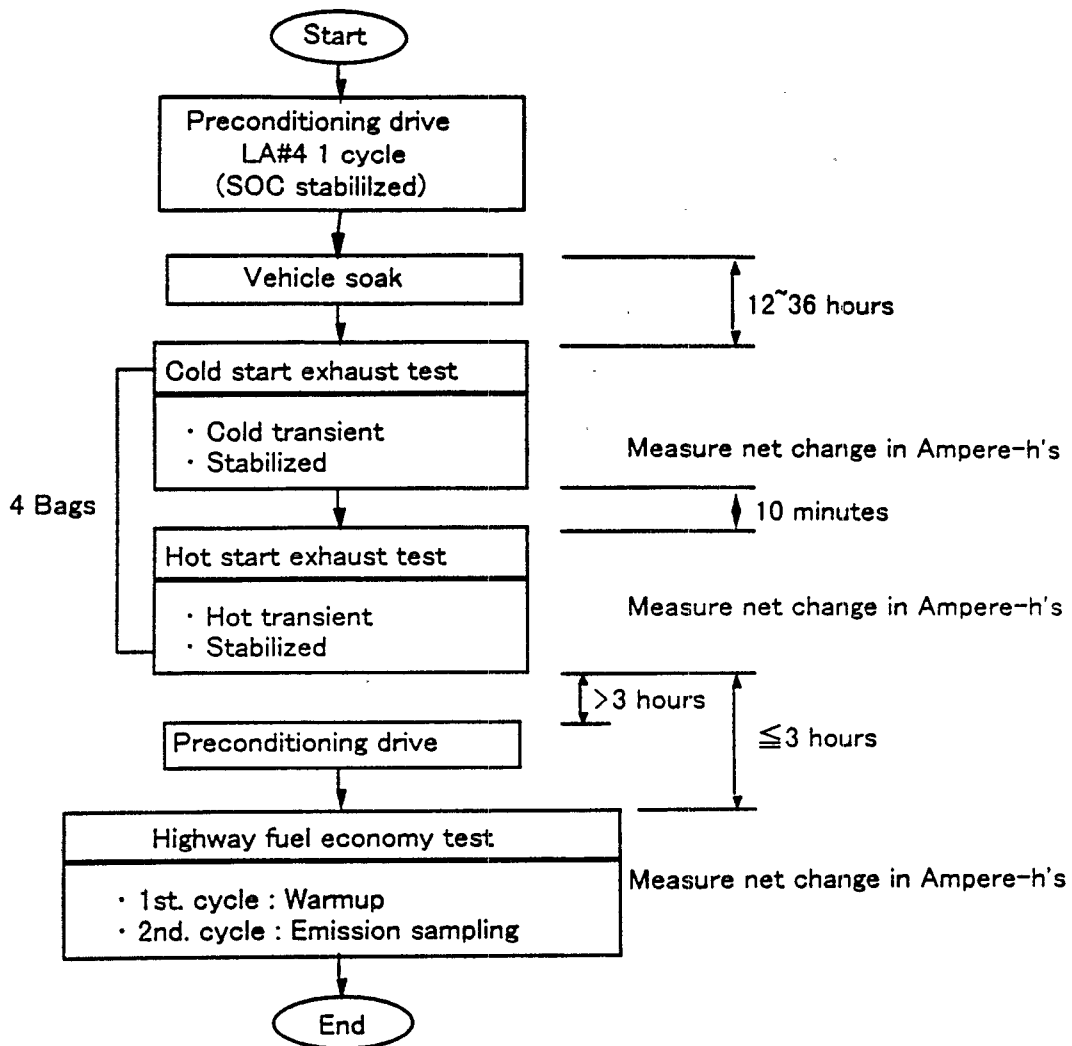 Start
Preconditioning drive
LA#4 1 cycle
(SOC stabililzed)
Vehicle soak
12~36 hours
Cold start exhaust test
· Cold transient
· Stabilized
Measure net change in Ampere-h's
4 Bags
10 minutes
Hot start exhaust test
· Hot transient
· Stabilized
Measure net change in Ampere-h's
>3 hours
Preconditioning drive
≦3 hours
Highway fuel economy test
· 1st. cycle : Warmup
· 2nd. cycle : Emission sampling
Measure net change in Ampere-h's
End